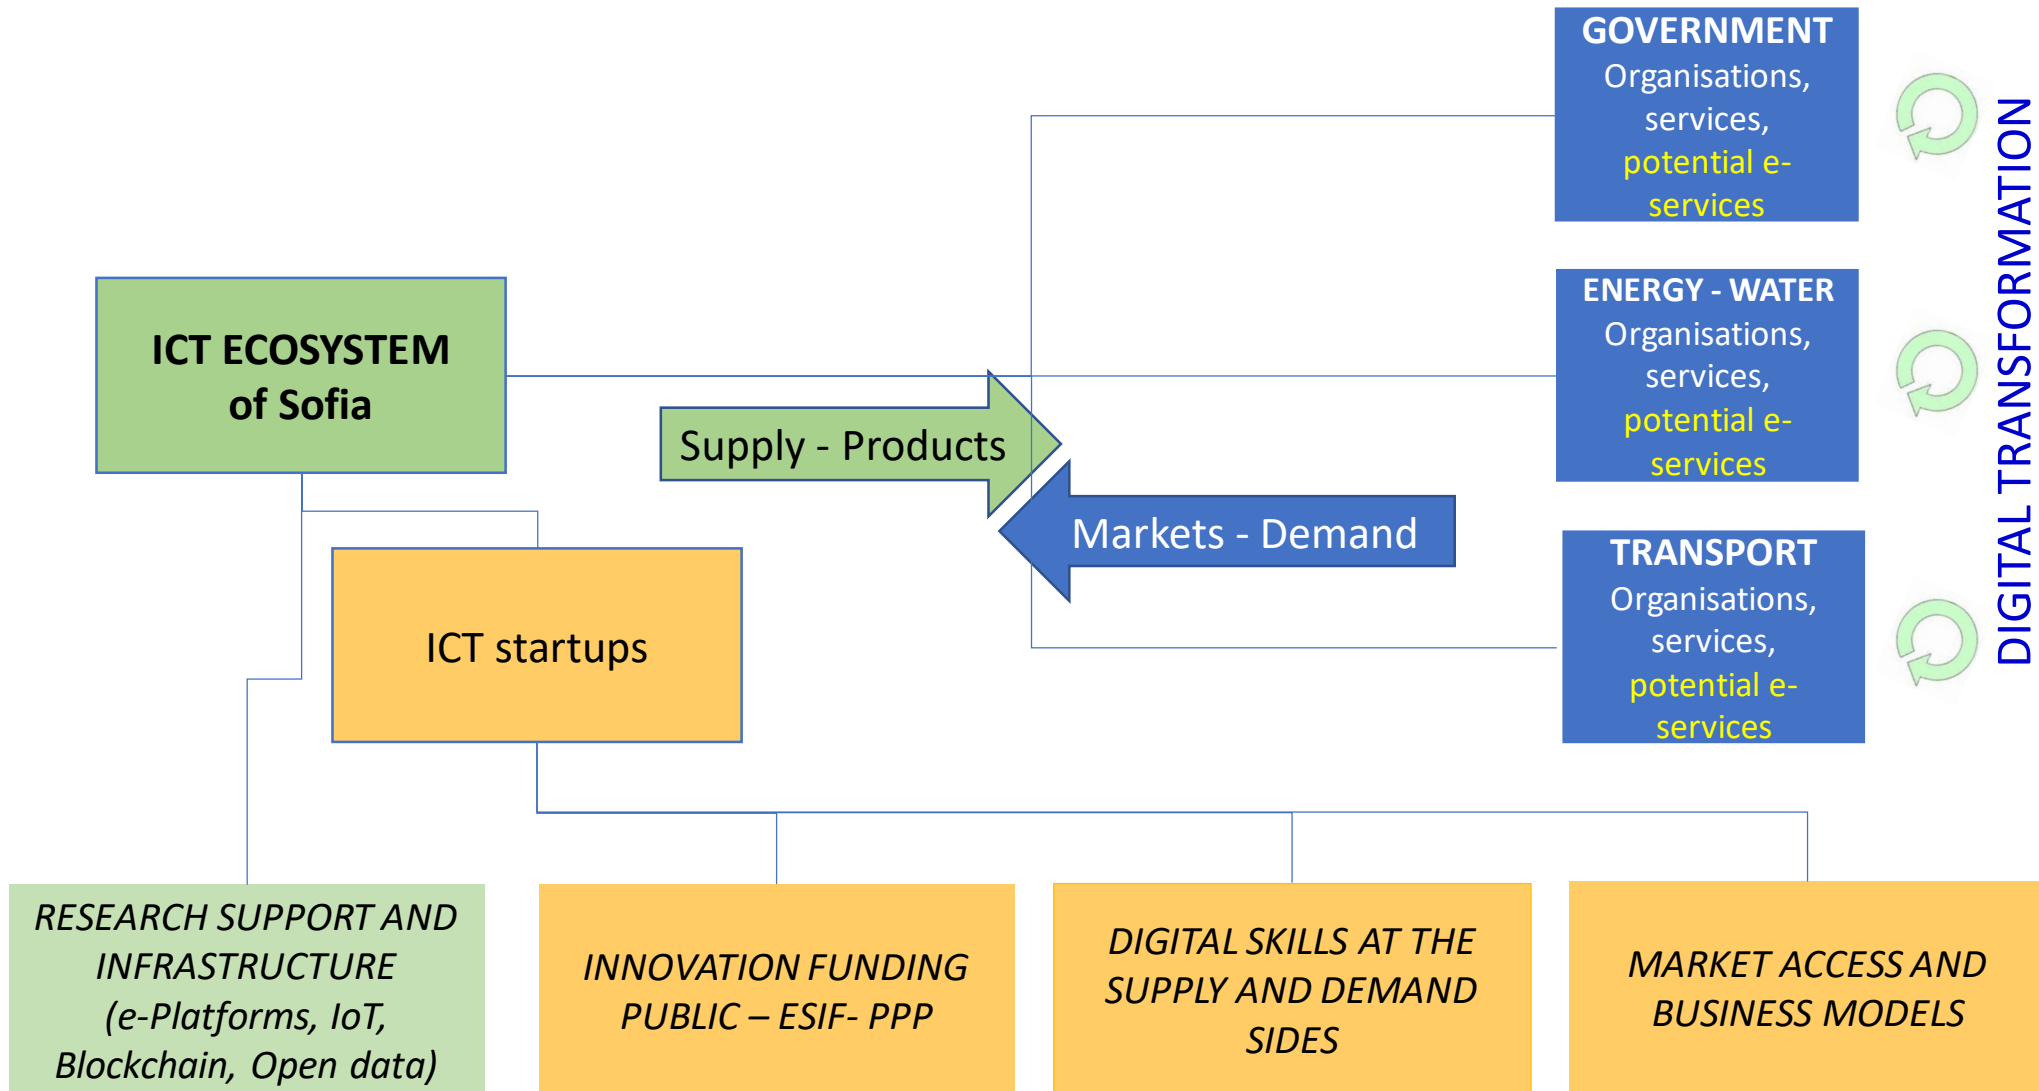 GOVERNMENT
Organisations,
services,
potential e-
services
DIGITAL TRANSFORMATION
ICT ECOSYSTEM
of Sofia
ENERGY - WATER
Organisations,
services,
potential e-
services
Supply - Products
Markets - Demand
TRANSPORT
Organisations,
services,
potential e-
services
ICT startups
RESEARCH SUPPORT AND
INFRASTRUCTURE
(e-Platforms, IoT,
Blockchain, Open data)
INNOVATION FUNDING
PUBLIC – ESIF- PPP
DIGITAL SKILLS AT THE
SUPPLY AND DEMAND
SIDES
MARKET ACCESS AND
BUSINESS MODELS